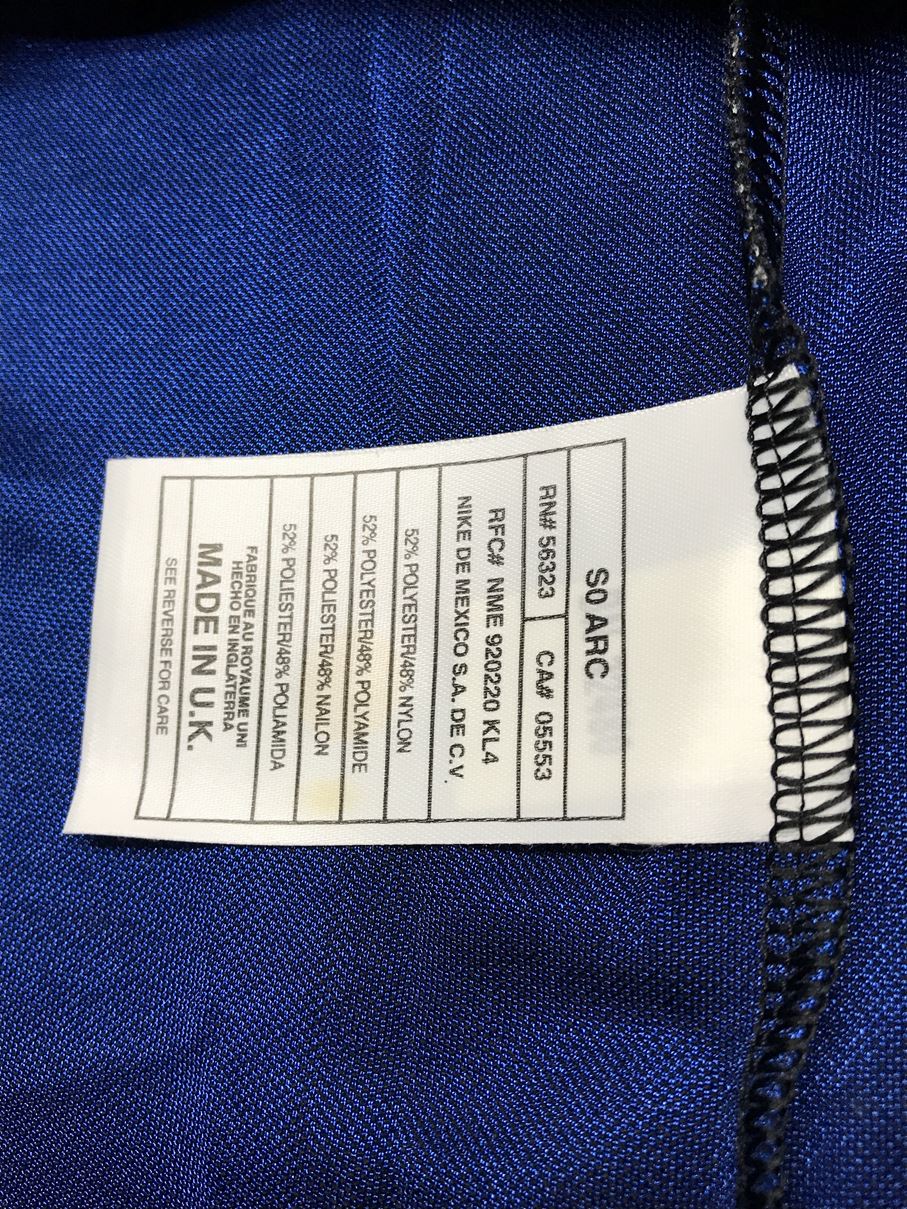 S0 ARC
RN# 56323 CA# 05553
RFC# NME 920220 KL4
NIKE DE MEXICO S.A. DE C.V.
52% POLYESTER/48% NYLON
52% POLYESTER/48% POLYAMIDE
52% POLIESTER/48% NAILON
52% POLIESTER/48% POLIAMIDA
FABRIQUE AU ROYAUME UNI
HECHO EN INGLATERRA
MADE IN U.K.
SEE REVERSE FOR CARE